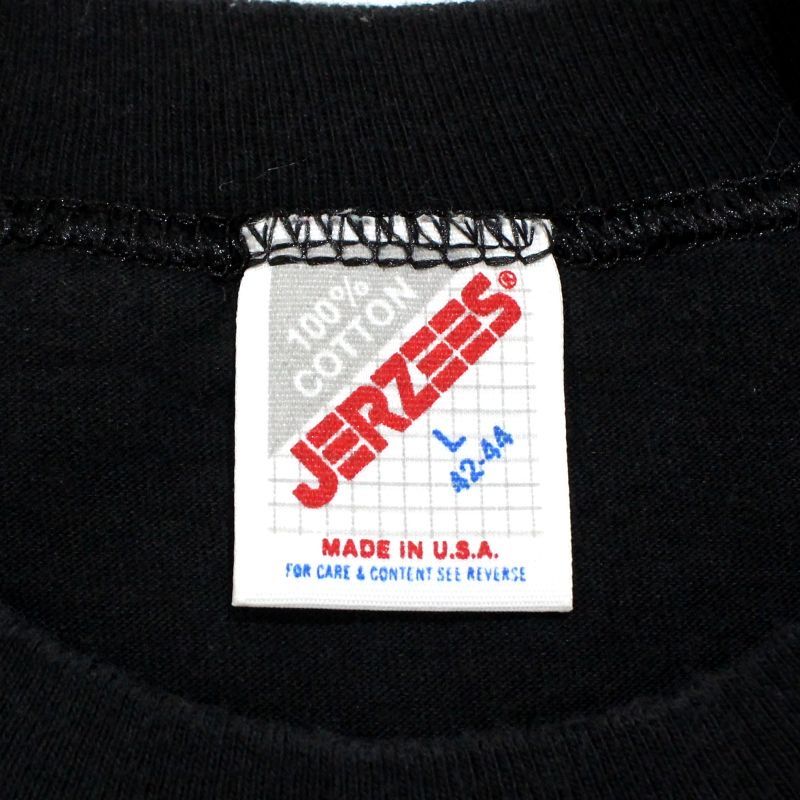 100%
COTTON
JERZEES®
L
42-44
MADE IN U.S.A.
FOR CARE & CONTENT SEE REVERSE